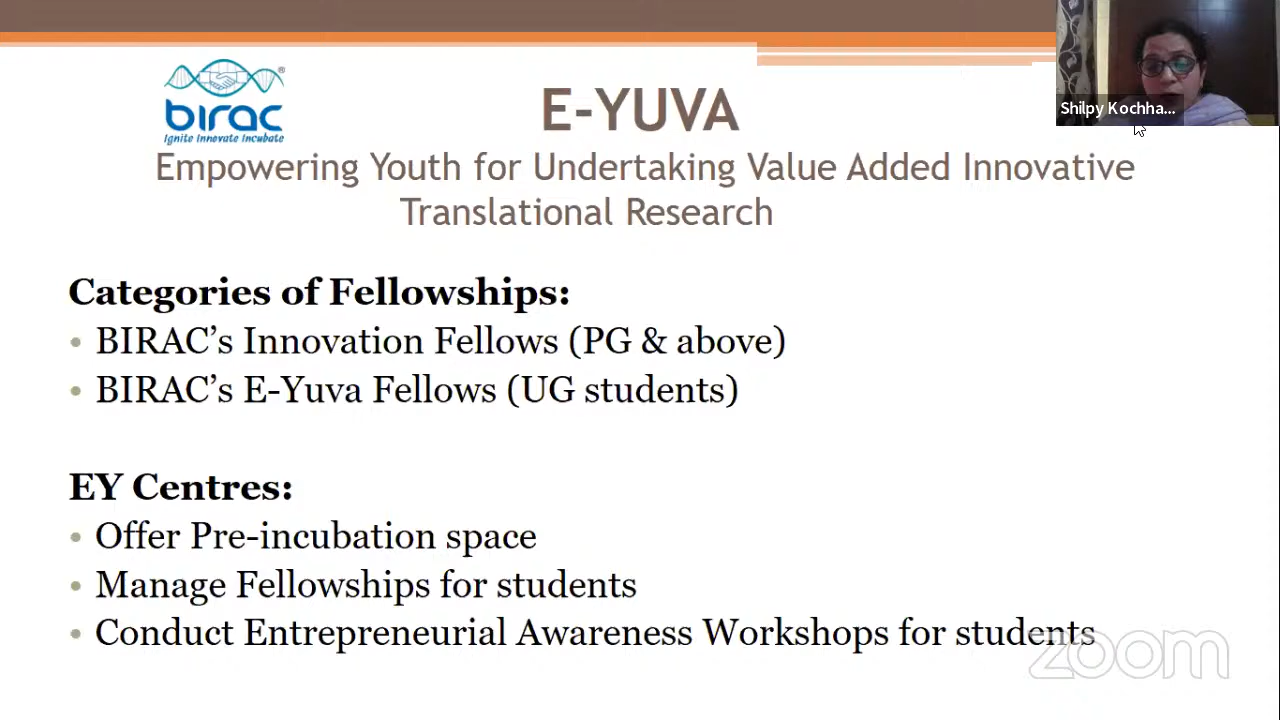 birac®
Ignite Innovate Incubate
E-YUVA
Shilpy Kochha...
Empowering Youth for Undertaking Value Added Innovative
Translational Research
Categories of Fellowships:
• BIRAC’s Innovation Fellows (PG & above)
• BIRAC’s E-Yuva Fellows (UG students)
EY Centres:
• Offer Pre-incubation space
• Manage Fellowships for students
• Conduct Entrepreneurial Awareness Workshops for students
zoom